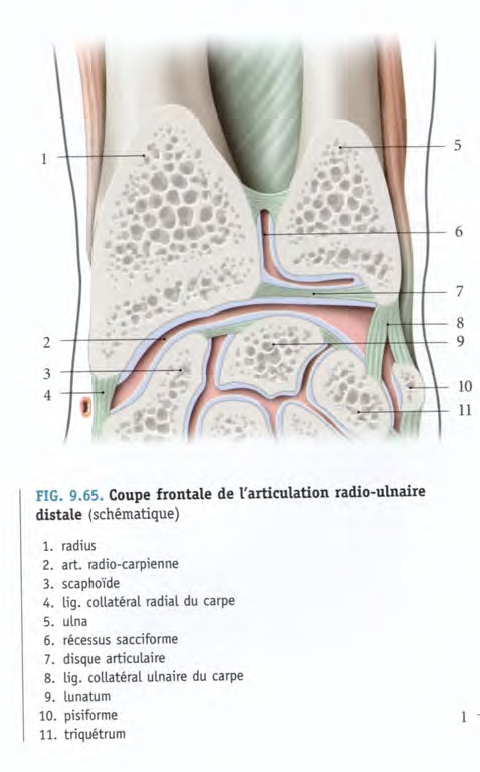 1
5
6
7
2
8
9
3
4
10
11
FIG. 9.65. Coupe frontale de l'articulation radio-ulnaire
distale (schématique)
1. radius
2. art. radio-carpienne
3. scaphoïde
4. lig. collatéral radial du carpe
5. ulna
6. récessus sacciforme
7. disque articulaire
8. lig. collatéral ulnaire du carpe
9. lunatum
10. pisiforme
11. triquétrum
1